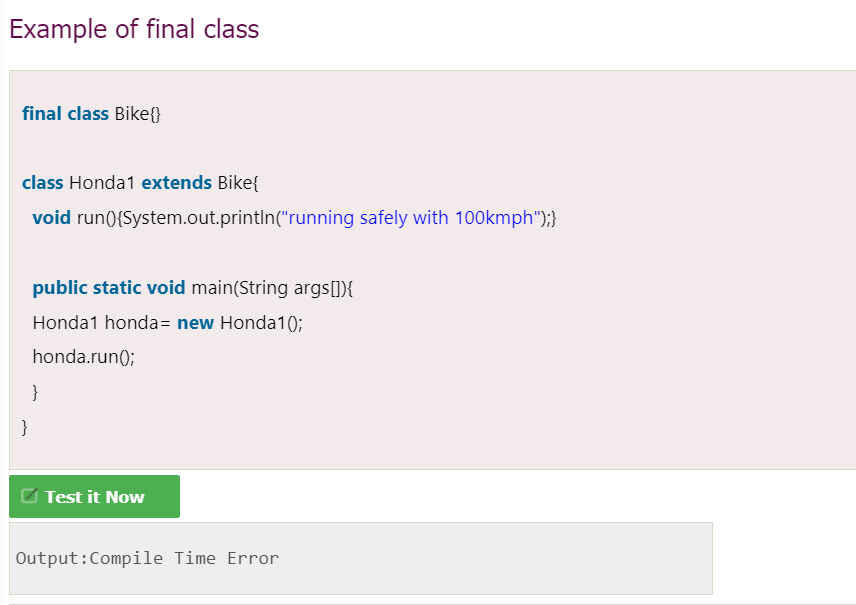 Example of final class
final class Bike{}
class Honda1 extends Bike{
void run(){System.out.println("running safely with 100kmph");}
public static void main(String args[]){
Honda1 honda= new Honda1();
honda.run();
}
}
Test it Now
Output:Compile Time Error